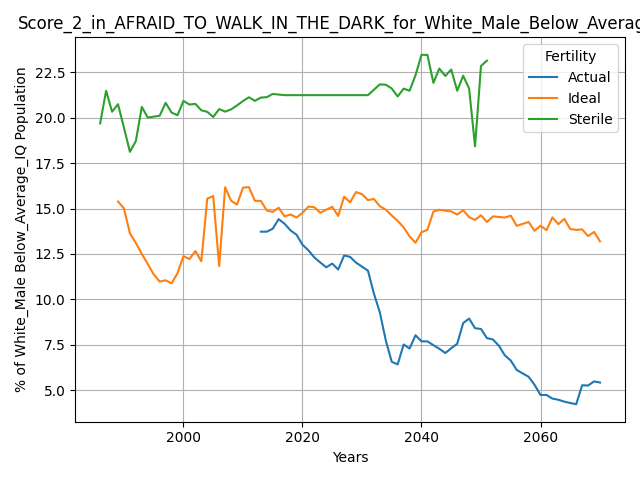 Score_2_in_AFRAID_TO_WALK_IN_THE_DARK_for_White_Male_Below_Averag
Fertility
Actual
Ideal
Sterile
% of White_Male Below_Average_IQ Population
22.5
20.0
17.5
15.0
12.5
10.0
7.5
5.0
2000
2020
2040
2060
Years